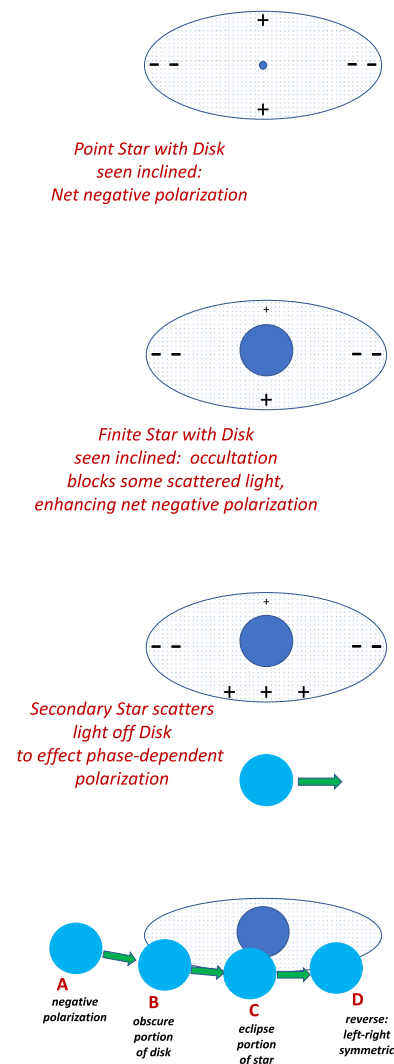 +
– –
– –
+
Point Star with Disk
seen inclined:
Net negative polarization
+
– –
– –
+
Finite Star with Disk
seen inclined: occultation
blocks some scattered light,
enhancing net negative polarization
+
– –
– –
+ + +
Secondary Star scatters
light off Disk
to effect phase-dependent
polarization
A
negative
polarization
B
obscure
portion
of disk
C
eclipse
portion
of star
D
reverse:
left-right
symmetric